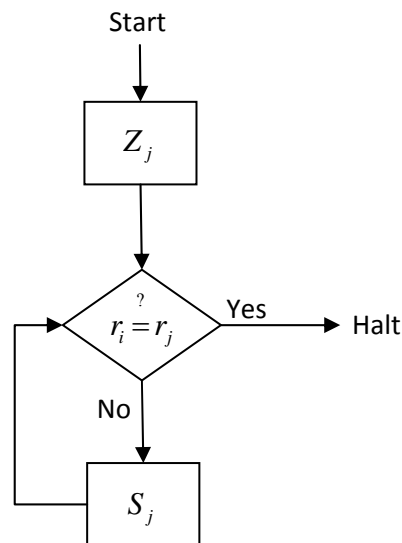 Start
Z_j
?
r_i = r_j
Yes
Halt
No
S_j